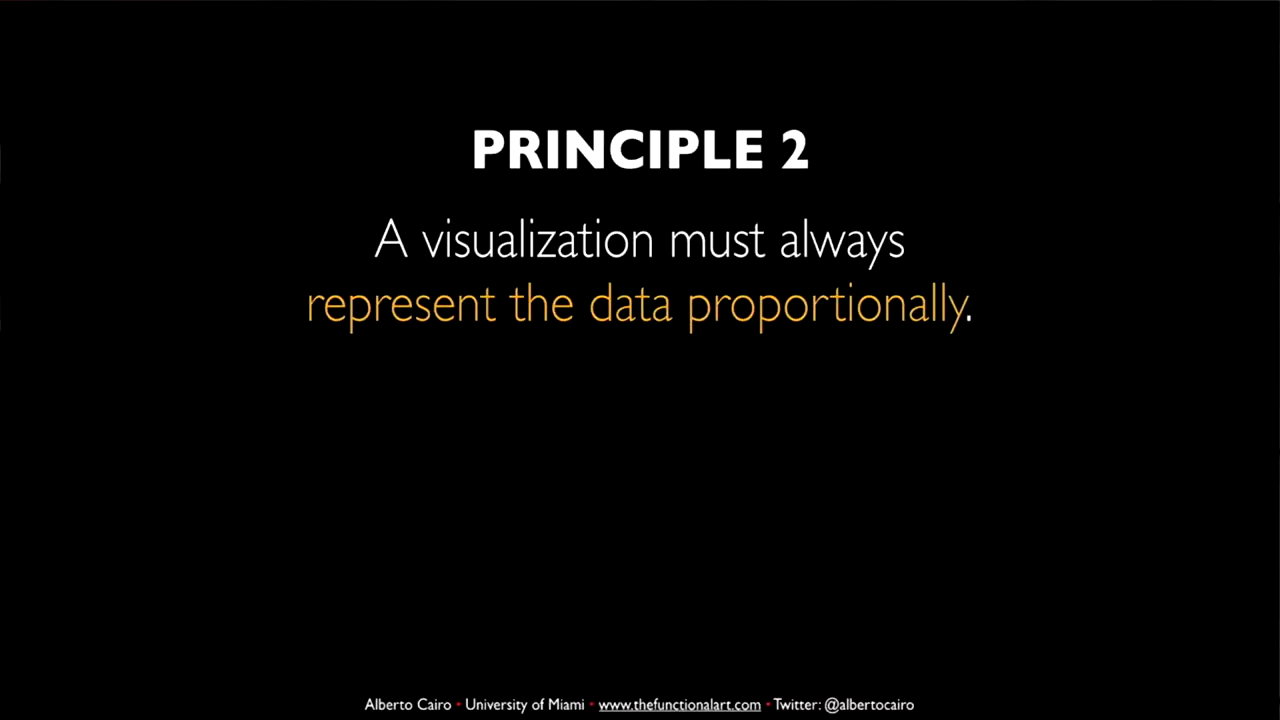 PRINCIPLE 2
A visualization must always
represent the data proportionally.
Alberto Cairo • University of Miami • www.thefunctionalart.com • Twitter: @albertocairo